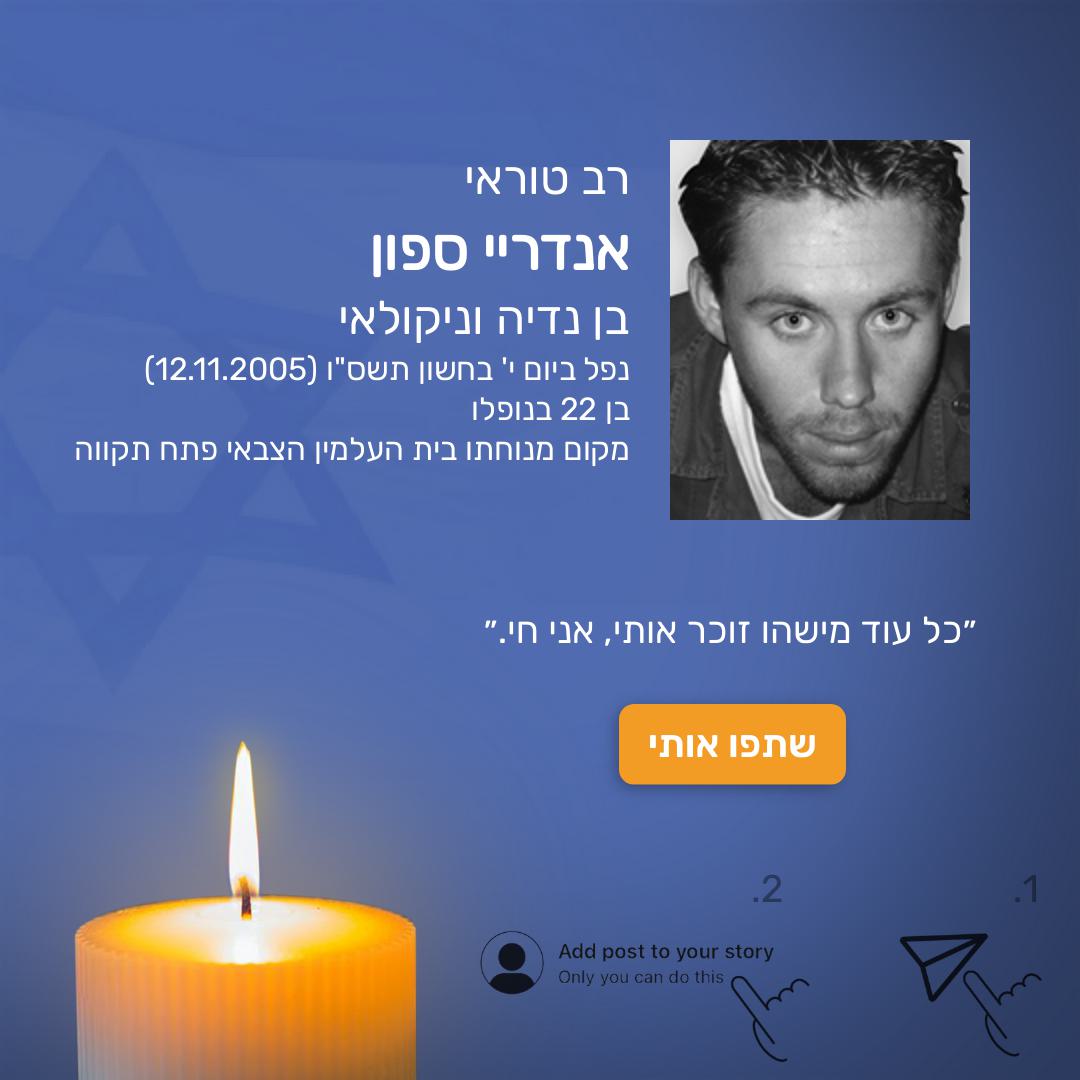 רב טוראי
אנדריי ספון
בן נדיה וניקולאי
נפל ביום י' בחשון תשס"ו (12.11.2005)
בן 22 בנופלו
מקום מנוחתו בית העלמין הצבאי פתח תקווה
״כל עוד מישהו זוכר אותי, אני חי.״
שתפו אותי
1.
2.
Add post to your story
Only you can do this